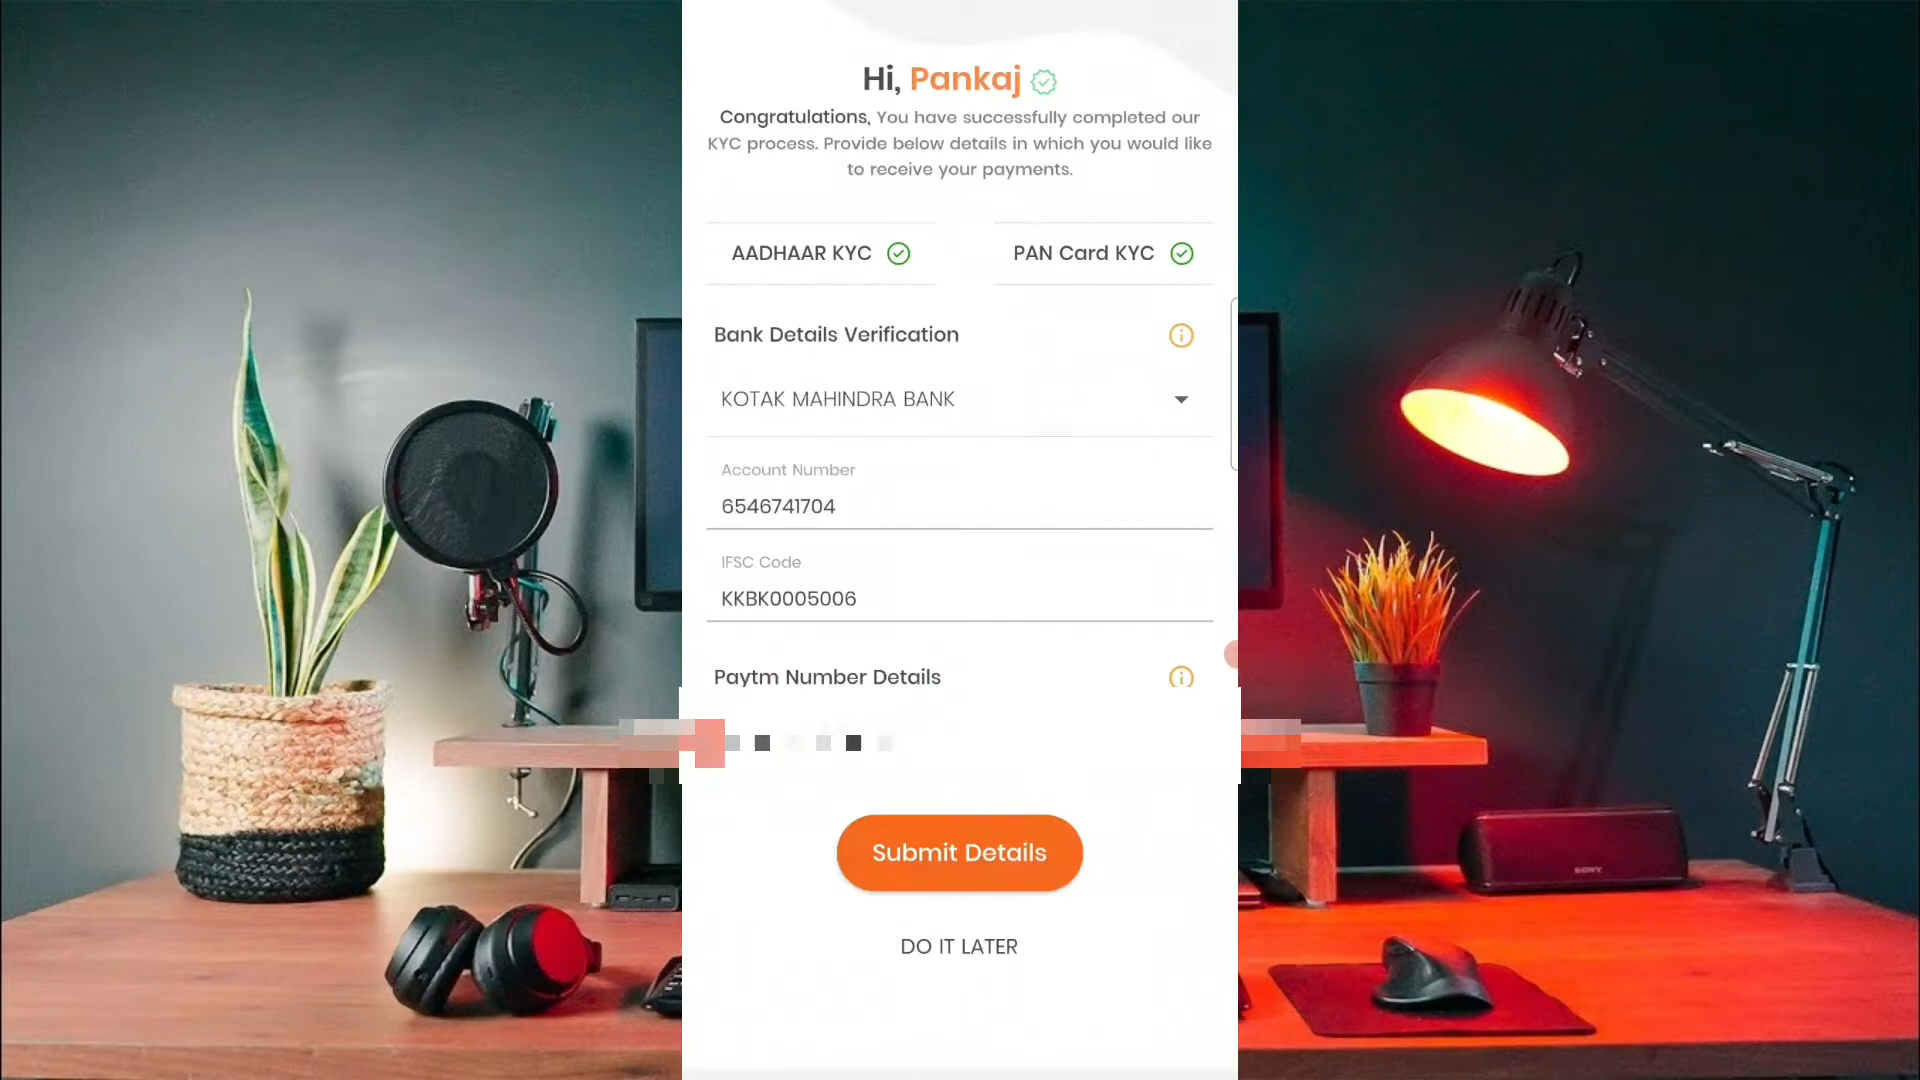 Hi, Pankaj
Congratulations, You have successfully completed our
KYC process. Provide below details in which you would like
to receive your payments.
AADHAAR KYC
PAN Card KYC
Bank Details Verification
KOTAK MAHINDRA BANK
Account Number
6546741704
IFSC Code
KKBK0005006
Paytm Number Details
Submit Details
DO IT LATER
SONY